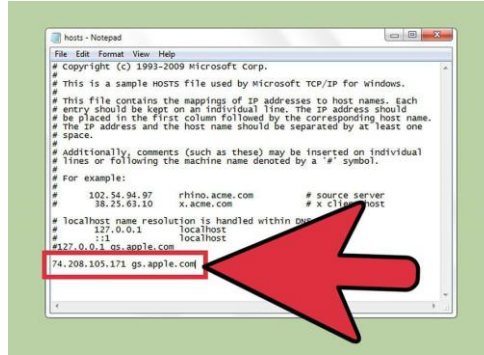 hosts - Notepad
File Edit Format View Help
# Copyright (c) 1993-2009 Microsoft Corp.
#
# This is a sample HOSTS file used by Microsoft TCP/IP for Windows.
#
# This file contains the mappings of IP addresses to host names. Each
# entry should be kept on an individual line. The IP address should
# be placed in the first column followed by the corresponding host name.
# The IP address and the host name should be separated by at least one
# space.
#
# Additionally, comments (such as these) may be inserted on individual
# lines or following the machine name denoted by a '#' symbol.
#
# For example:
#
# 102.54.94.97 rhino.acme.com # source server
# 38.25.63.10 x.acme.com # x client host
# localhost name resolution is handled within
# 127.0.0.1 localhost
# ::1 localhost
#127.0.0.1 gs.apple.com
74.208.105.171 gs.apple.com